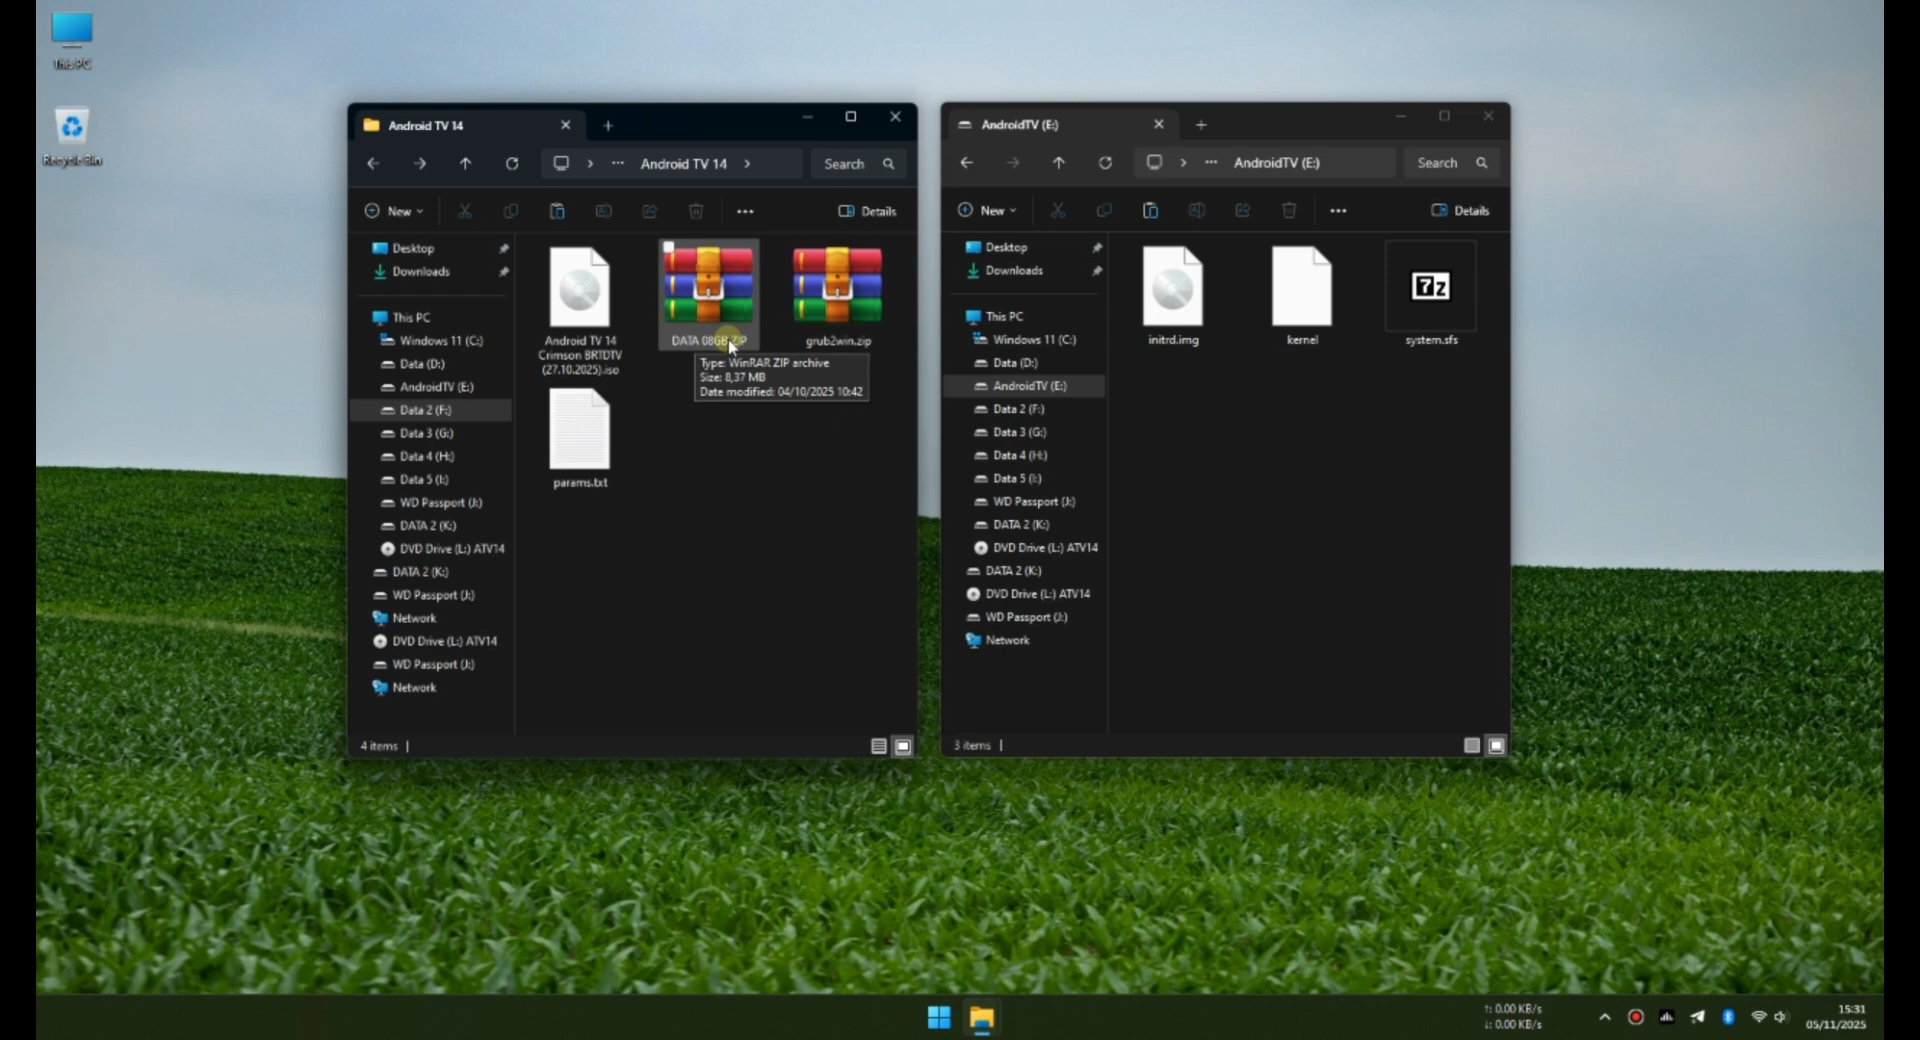 This PC
Recycle Bin
Android TV 14
Android TV 14
Search
New
Details
Desktop
Downloads
This PC
Windows 11 (C:)
Data (D:)
AndroidTV (E:)
Data 2 (F:)
Data 3 (G:)
Data 4 (H:)
Data 5 (I:)
WD Passport (J:)
DATA 2 (K:)
DVD Drive (L:) ATV14
DATA 2 (K:)
WD Passport (J:)
Network
DVD Drive (L:) ATV14
WD Passport (J:)
Network
Android TV 14
Crimson BRTDTV
(27.10.2025).iso
DATA 08GB.ZIP
grub2win.zip
Type: WinRAR ZIP archive
Size: 8,37 MB
Date modified: 04/10/2025 10:42
params.txt
4 items
AndroidTV (E:)
AndroidTV (E:)
Search
New
Details
Desktop
Downloads
This PC
Windows 11 (C:)
Data (D:)
AndroidTV (E:)
Data 2 (F:)
Data 3 (G:)
Data 4 (H:)
Data 5 (I:)
WD Passport (J:)
DATA 2 (K:)
DVD Drive (L:) ATV14
DATA 2 (K:)
DVD Drive (L:) ATV14
WD Passport (J:)
Network
initrd.img
kernel
7z
system.sfs
3 items
↑: 0.00 KB/s
↓: 0.00 KB/s
15:31
05/11/2025